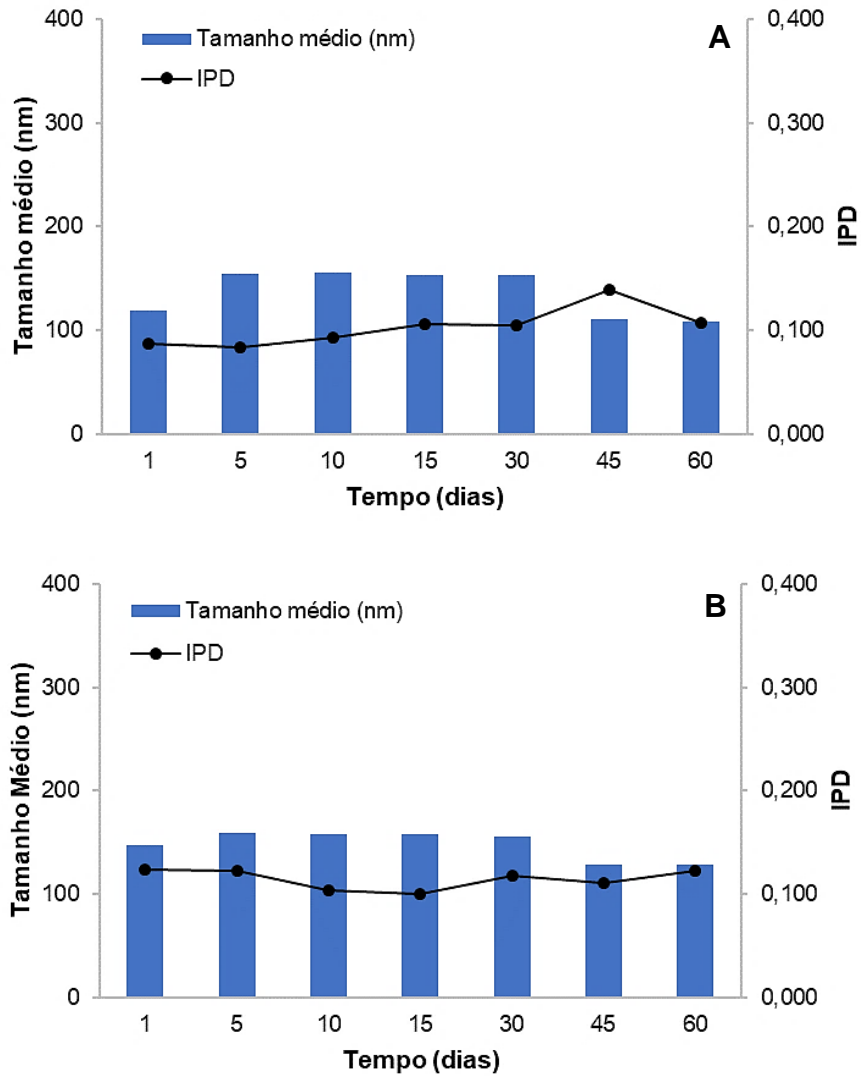 A
Tamanho médio (nm)
IPD
400
300
200
100
0
0,400
0,300
0,200
0,100
0,000
Tamanho médio (nm)
IPD
1 5 10 15 30 45 60
Tempo (dias)
B
Tamanho médio (nm)
IPD
400
300
200
100
0
0,400
0,300
0,200
0,100
0,000
Tamanho Médio (nm)
IPD
1 5 10 15 30 45 60
Tempo (dias)